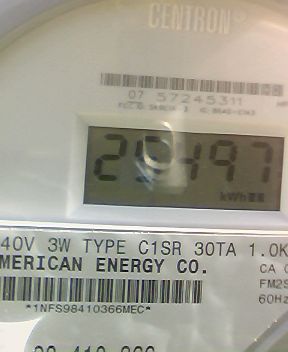 CENTRON®
07 57245311
29497
kWh
40V 3W TYPE C1SR 30TA 1.0K
MERICAN ENERGY CO.
CA
FM2S
60Hz
*1NFS98410366MEC*